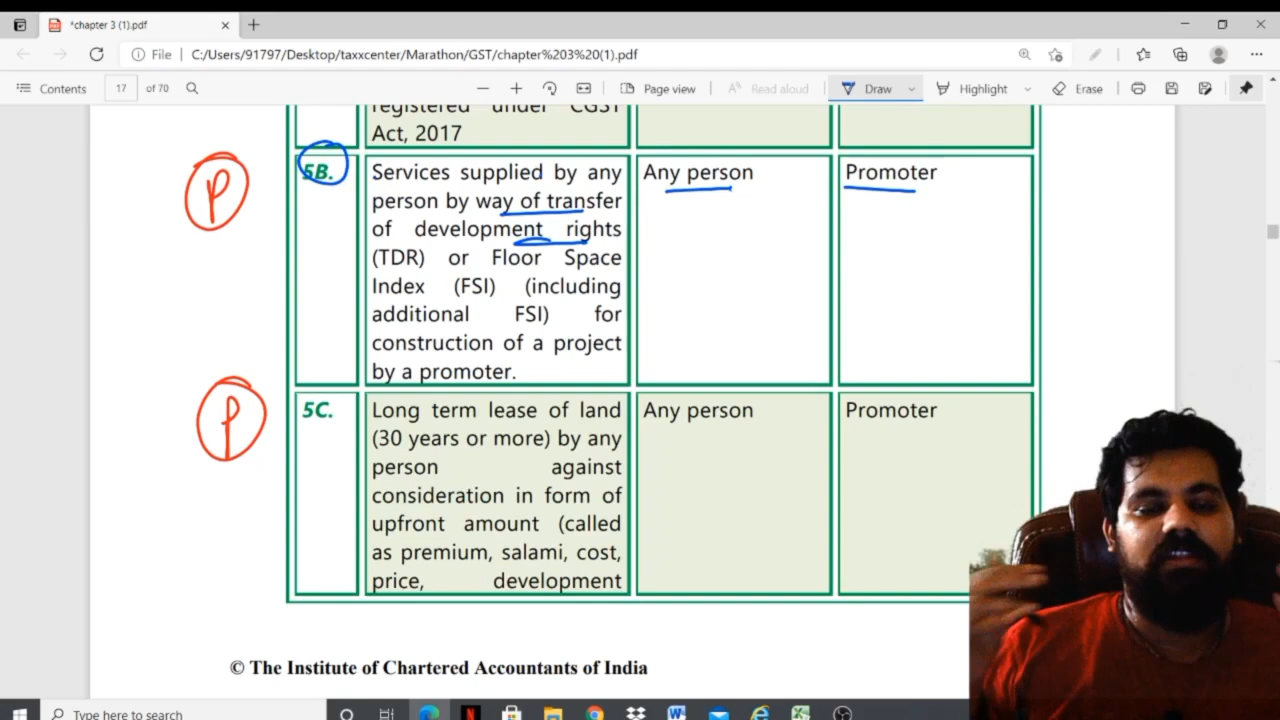 *chapter 3 (1).pdf
File C:/Users/91797/Desktop/taxxcenter/Marathon/GST/chapter%203%20(1).pdf
Contents 17 of 70 Page view Read aloud Draw Highlight Erase
registered under CGST
Act, 2017
P
5B. Services supplied by any Any person Promoter
person by way of transfer
of development rights
(TDR) or Floor Space
Index (FSI) (including
additional FSI) for
construction of a project
by a promoter.
P
5C. Long term lease of land Any person Promoter
(30 years or more) by any
person against
consideration in form of
upfront amount (called
as premium, salami, cost,
price, development
© The Institute of Chartered Accountants of India
Type here to search